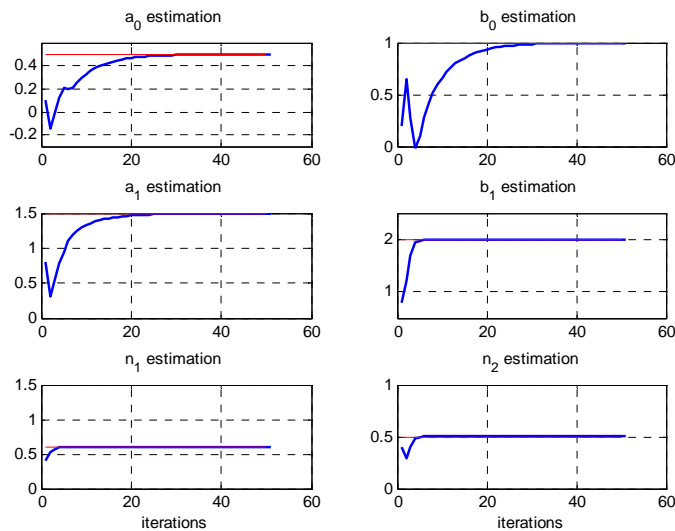 a0 estimation
0.4
0.2
0
-0.2
0 20 40 60
b0 estimation
1
0.5
0
0 20 40 60
a1 estimation
1.5
1
0.5
0
0 20 40 60
b1 estimation
2
1
0 20 40 60
n1 estimation
1.5
1
0.5
0
0 20 40 60
iterations
n2 estimation
1
0.5
0
0 20 40 60
iterations